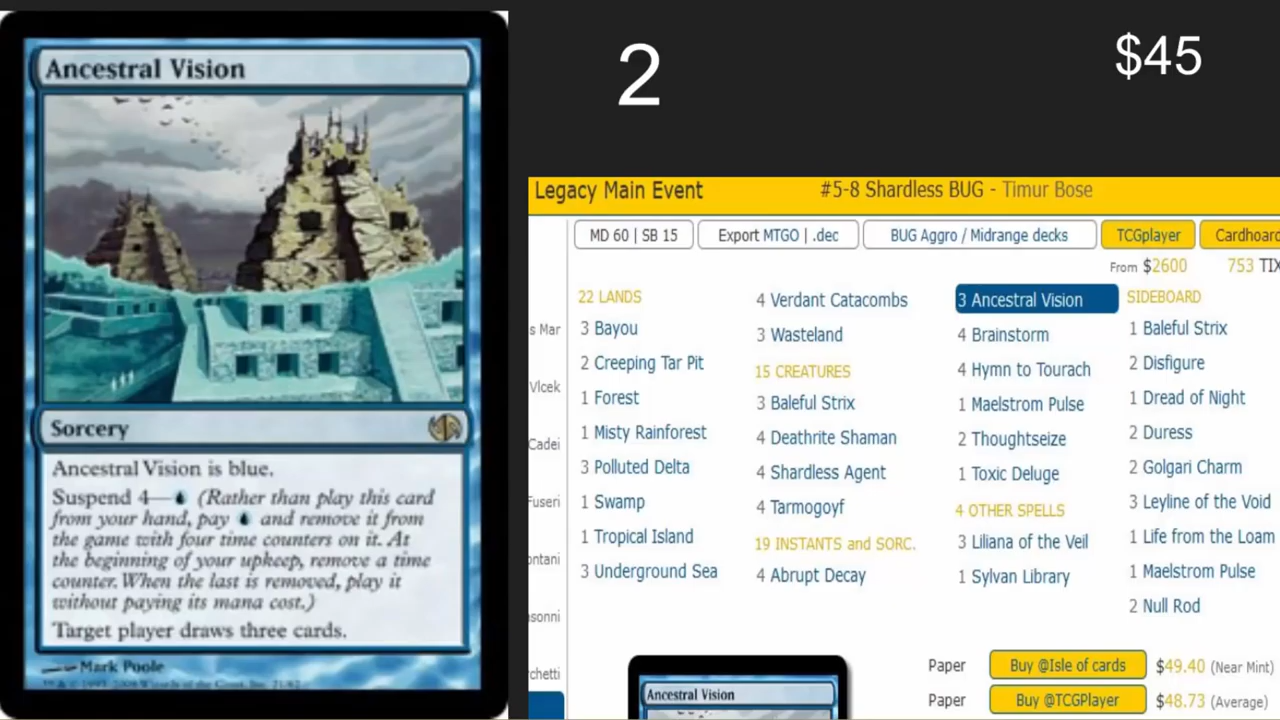 Ancestral Vision
Sorcery
Ancestral Vision is blue.
Suspend 4— (Rather than play this card
from your hand, pay and remove it from
the game with four time counters on it. At
the beginning of your upkeep, remove a time
counter. When the last is removed, play it
without paying its mana cost.)
Target player draws three cards.
Mark Poole
2
$45
Legacy Main Event
#5-8 Shardless BUG - Timur Bose
MD 60 | SB 15
Export MTGO | .dec
BUG Aggro / Midrange decks
TCGplayer
Cardhoard
From $2600
753 TIX
s Mar
Vlcek
Cadei
Fuseri
ontani
sonni
rchetti
22 LANDS
3 Bayou
2 Creeping Tar Pit
1 Forest
1 Misty Rainforest
3 Polluted Delta
1 Swamp
1 Tropical Island
3 Underground Sea
4 Verdant Catacombs
3 Wasteland
15 CREATURES
3 Baleful Strix
4 Deathrite Shaman
4 Shardless Agent
4 Tarmogoyf
19 INSTANTS and SORC.
4 Abrupt Decay
3 Ancestral Vision
4 Brainstorm
4 Hymn to Tourach
1 Maelstrom Pulse
2 Thoughtseize
1 Toxic Deluge
4 OTHER SPELLS
3 Liliana of the Veil
1 Sylvan Library
SIDEBOARD
1 Baleful Strix
2 Disfigure
1 Dread of Night
2 Duress
2 Golgari Charm
3 Leyline of the Void
1 Life from the Loam
1 Maelstrom Pulse
2 Null Rod
Ancestral Vision
Paper
Buy @Isle of cards
$49.40 (Near Mint)
Paper
Buy @TCGPlayer
$48.73 (Average)